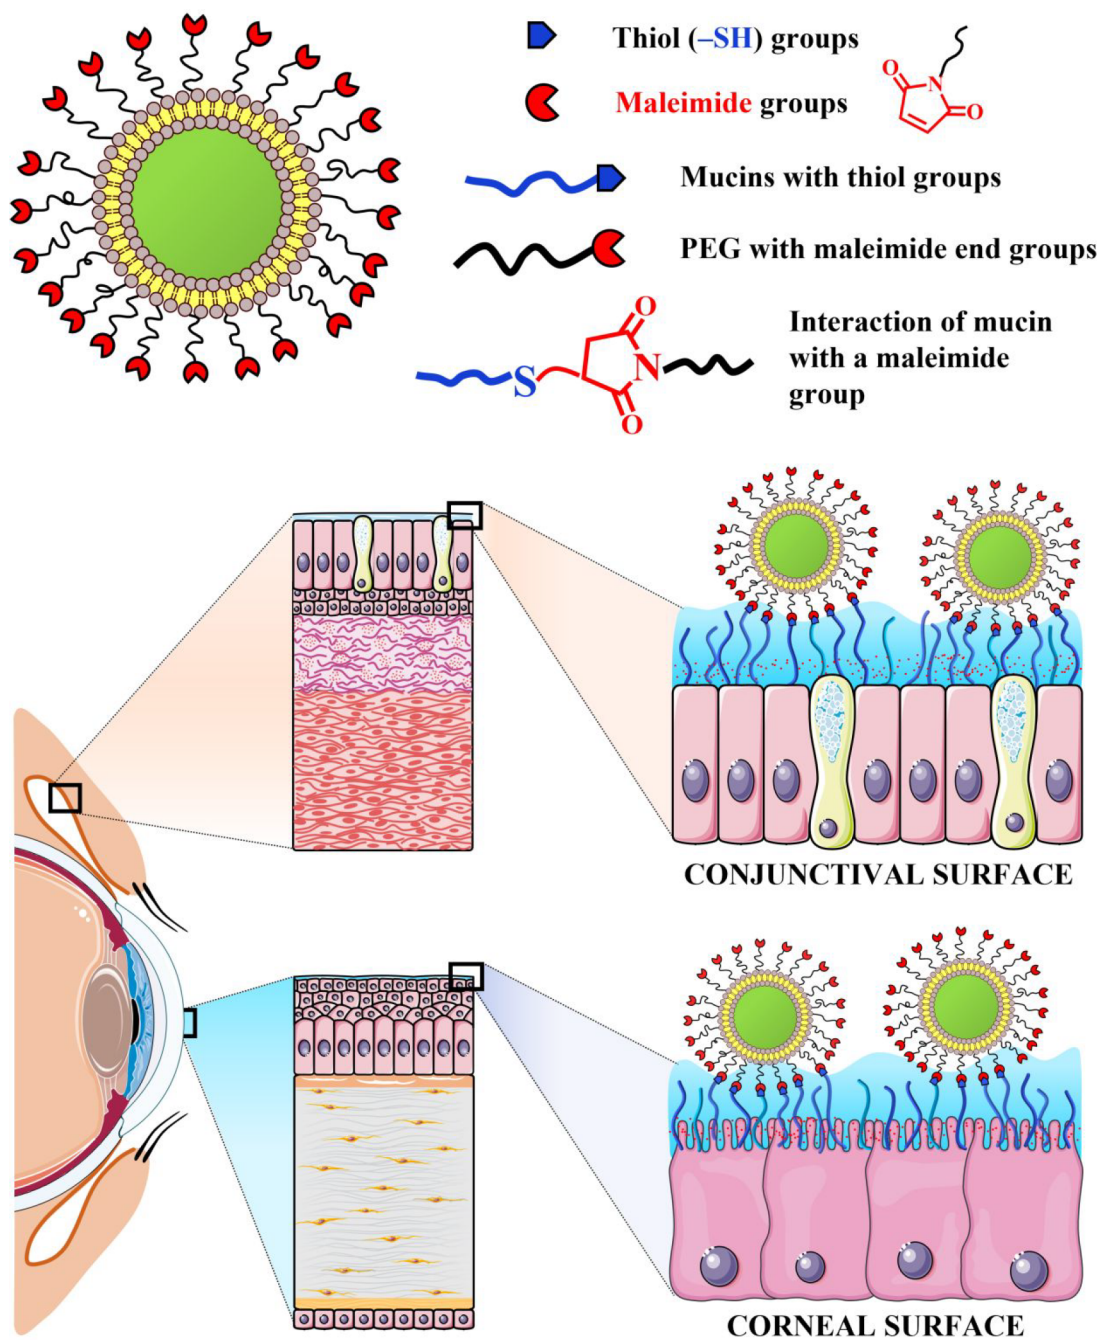 Thiol (–SH) groups
Maleimide groups
O
N
O
Mucins with thiol groups
PEG with maleimide end groups
Interaction of mucin
with a maleimide
group
O
S
N
O
CONJUNCTIVAL SURFACE
CORNEAL SURFACE